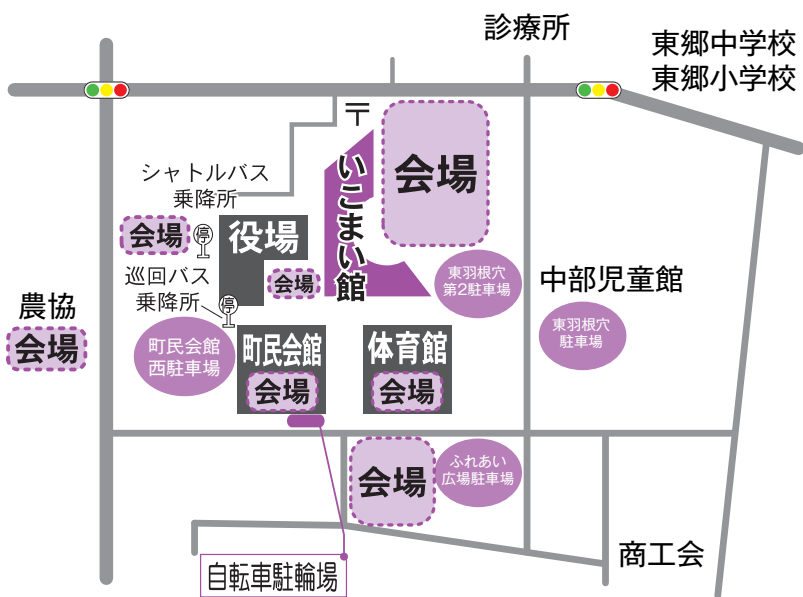 診療所
東郷中学校
東郷小学校
〒
いこまい館
会場
シャトルバス
乗降所
会場
停
役場
会場
巡回バス
乗降所
停
東羽根穴
第2駐車場
中部児童館
東羽根穴
駐車場
農協
会場
町民会館
西駐車場
町民会館
会場
体育館
会場
会場
ふれあい
広場駐車場
自転車駐輪場
商工会